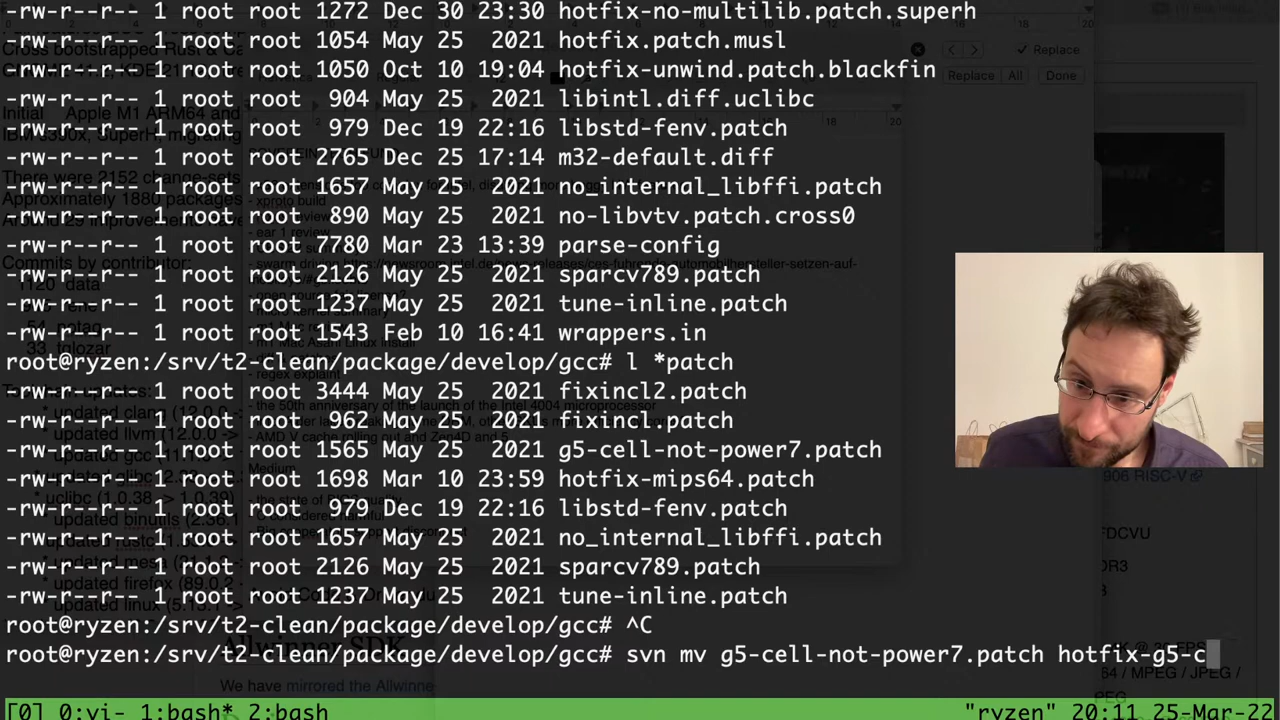 -rw-r--r-- 1 root root 1272 Dec 30 23:30 hotfix-no-multilib.patch.superh
-rw-r--r-- 1 root root 1054 May 25  2021 hotfix.patch.musl
-rw-r--r-- 1 root root 1050 Oct 10 19:04 hotfix-unwind.patch.blackfin
-rw-r--r-- 1 root root  904 May 25  2021 libintl.diff.uclibc
-rw-r--r-- 1 root root  979 Dec 19 22:16 libstd-fenv.patch
-rw-r--r-- 1 root root 2765 Dec 25 17:14 m32-default.diff
-rw-r--r-- 1 root root 1657 May 25  2021 no_internal_libffi.patch
-rw-r--r-- 1 root root  890 May 25  2021 no-libvtv.patch.cross0
-rw-r--r-- 1 root root 7780 Mar 23 13:39 parse-config
-rw-r--r-- 1 root root 2126 May 25  2021 sparcv789.patch
-rw-r--r-- 1 root root 1237 May 25  2021 tune-inline.patch
-rw-r--r-- 1 root root 1543 Feb 10 16:41 wrappers.in
root@ryzen:/srv/t2-clean/package/develop/gcc# l *patch
-rw-r--r-- 1 root root 3444 May 25  2021 fixincl2.patch
-rw-r--r-- 1 root root  962 May 25  2021 fixincl.patch
-rw-r--r-- 1 root root 1565 May 25  2021 g5-cell-not-power7.patch
-rw-r--r-- 1 root root 1698 Mar 10 23:59 hotfix-mips64.patch
-rw-r--r-- 1 root root  979 Dec 19 22:16 libstd-fenv.patch
-rw-r--r-- 1 root root 1657 May 25  2021 no_internal_libffi.patch
-rw-r--r-- 1 root root 2126 May 25  2021 sparcv789.patch
-rw-r--r-- 1 root root 1237 May 25  2021 tune-inline.patch
root@ryzen:/srv/t2-clean/package/develop/gcc# ^C
root@ryzen:/srv/t2-clean/package/develop/gcc# svn mv g5-cell-not-power7.patch hotfix-g5-c
[0] 0:vi- 1:bash* 2:bash "ryzen" 20:11 25-Mar-22
Replace
Replace All Done
Commits by contributor:
Allwinner SDK
We have mirrored the Allwinne